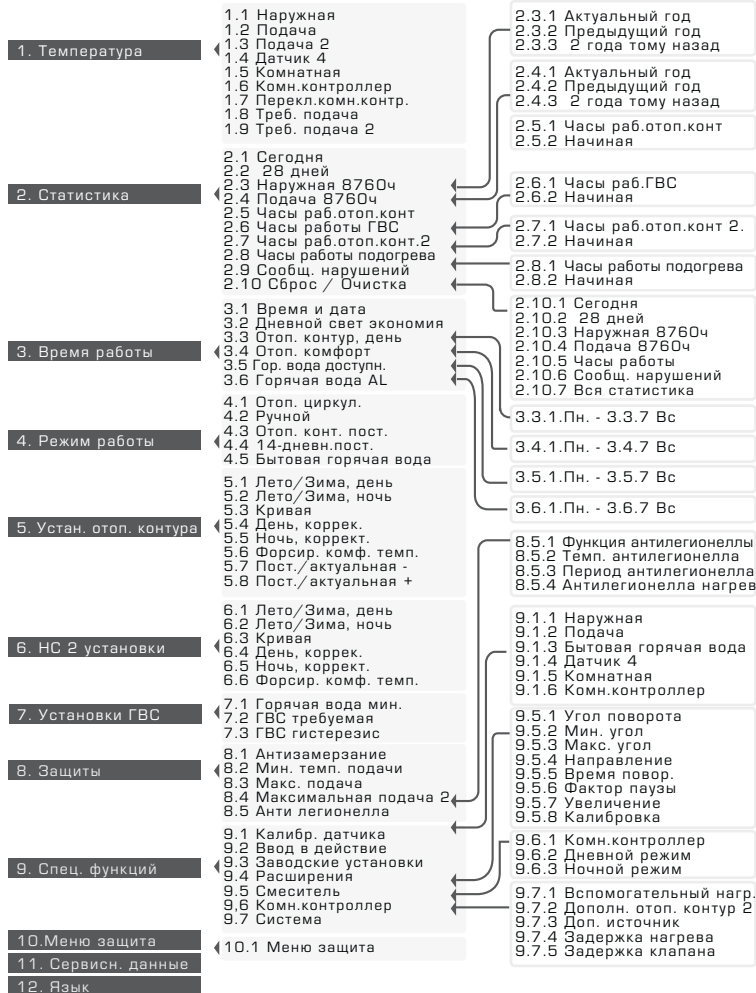 1. Температура
1.1 Наружная
1.2 Подача
1.3 Подача 2
1.4 Датчик 4
1.5 Комнатная
1.6 Комн.контроллер
1.7 Перекл.комн.контр.
1.8 Треб. подача
1.9 Треб. подача 2
2. Статистика
2.1 Сегодня
2.2 28 дней
2.3 Наружная 8760ч
2.4 Подача 8760ч
2.5 Часы раб.отоп.конт
2.6 Часы работы ГВС
2.7 Часы раб.отоп.конт.2
2.8 Часы работы подогрева
2.9 Сообщ. нарушений
2.10 Сброс / Очистка
2.3.1 Актуальный год
2.3.2 Предыдущий год
2.3.3 2 года тому назад
2.4.1 Актуальный год
2.4.2 Предыдущий год
2.4.3 2 года тому назад
2.5.1 Часы раб.отоп.конт
2.5.2 Начиная
2.6.1 Часы раб.ГВС
2.6.2 Начиная
2.7.1 Часы раб.отоп.конт 2.
2.7.2 Начиная
2.8.1 Часы работы подогрева
2.8.2 Начиная
2.10.1 Сегодня
2.10.2 28 дней
2.10.3 Наружная 8760ч
2.10.4 Подача 8760ч
2.10.5 Часы работы
2.10.6 Сообщ. нарушений
2.10.7 Вся статистика
3. Время работы
3.1 Время и дата
3.2 Дневной свет экономия
3.3 Отоп. контур, день
3.4 Отоп. комфорт
3.5 Гор. вода доступн.
3.6 Горячая вода AL
3.3.1.Пн. - 3.3.7 Вс
3.4.1.Пн. - 3.4.7 Вс
3.5.1.Пн. - 3.5.7 Вс
3.6.1.Пн. - 3.6.7 Вс
4. Режим работы
4.1 Отоп. циркул.
4.2 Ручной
4.3 Отоп. конт. пост.
4.4 14-дневн.пост.
4.5 Бытовая горячая вода
5. Устан. отоп. контура
5.1 Лето/Зима, день
5.2 Лето/Зима, ночь
5.3 Кривая
5.4 День, коррек.
5.5 Ночь, коррект.
5.6 Форсир. комф. темп.
5.7 Пост./актуальная -
5.8 Пост./актуальная +
6. НС 2 установки
6.1 Лето/Зима, день
6.2 Лето/Зима, ночь
6.3 Кривая
6.4 День, коррек.
6.5 Ночь, коррект.
6.6 Форсир. комф. темп.
7. Установки ГВС
7.1 Горячая вода мин.
7.2 ГВС требуемая
7.3 ГВС гистерезис
8. Защиты
8.1 Антизамерзание
8.2 Мин. темп. подачи
8.3 Макс. подача
8.4 Максимальная подача 2
8.5 Анти легионелла
8.5.1 Функция антилегионеллы
8.5.2 Темп. антилегионелла
8.5.3 Период антилегионелла
8.5.4 Антилегионелла нагрев
9. Спец. функций
9.1 Калибр. датчика
9.2 Ввод в действие
9.3 Заводские установки
9.4 Расширения
9.5 Смеситель
9,6 Комн.контроллер
9.7 Система
9.1.1 Наружная
9.1.2 Подача
9.1.3 Бытовая горячая вода
9.1.4 Датчик 4
9.1.5 Комнатная
9.1.6 Комн.контроллер
9.5.1 Угол поворота
9.5.2 Мин. угол
9.5.3 Макс. угол
9.5.4 Направление
9.5.5 Время повор.
9.5.6 Фактор паузы
9.5.7 Увеличение
9.5.8 Калибровка
9.6.1 Комн.контроллер
9.6.2 Дневной режим
9.6.3 Ночной режим
9.7.1 Вспомогательный нагр.
9.7.2 Дополн. отоп. контур 2
9.7.3 Доп. источник
9.7.4 Задержка нагрева
9.7.5 Задержка клапана
10.Меню защита
10.1 Меню защита
11. Сервисн. данные
12. Язык